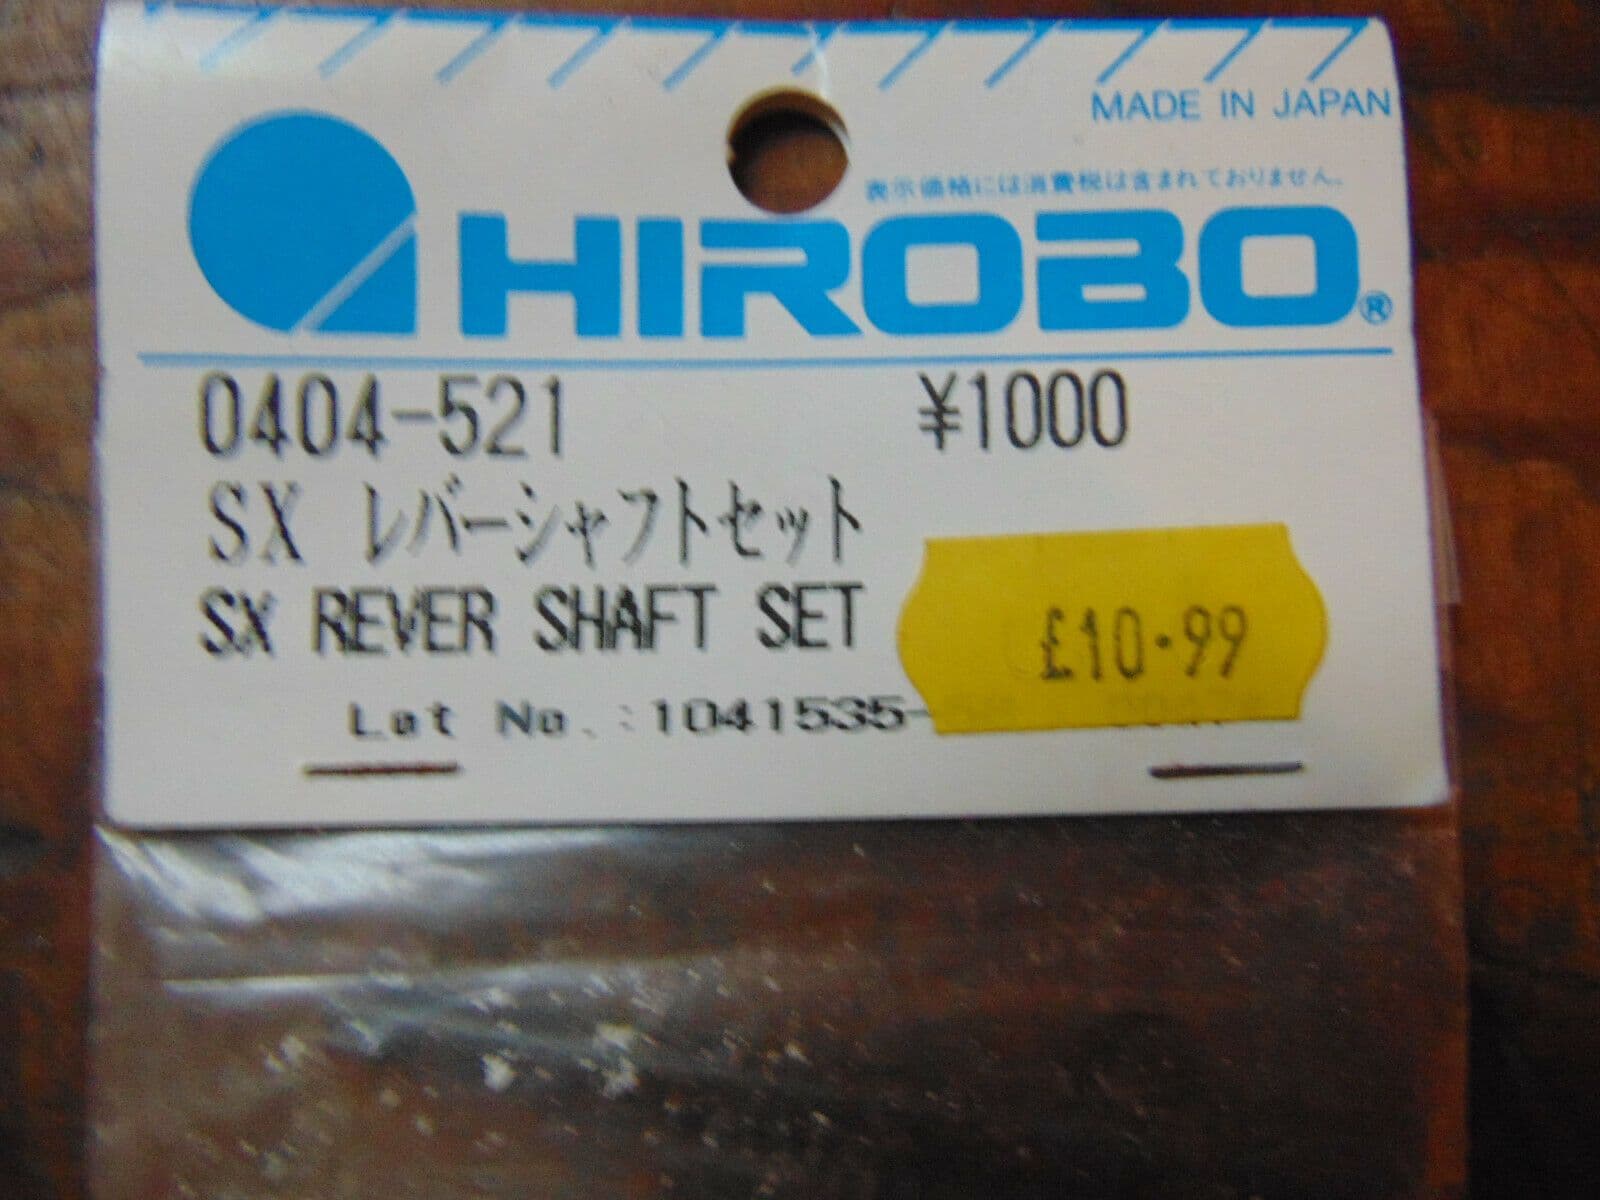 MADE IN JAPAN
表示価格には消費税は含まれておりません。
HIROBO®
0404-521 ¥1000
SX レバーシャフトセット
SX REVER SHAFT SET
£10.99
Lot No.:1041535-